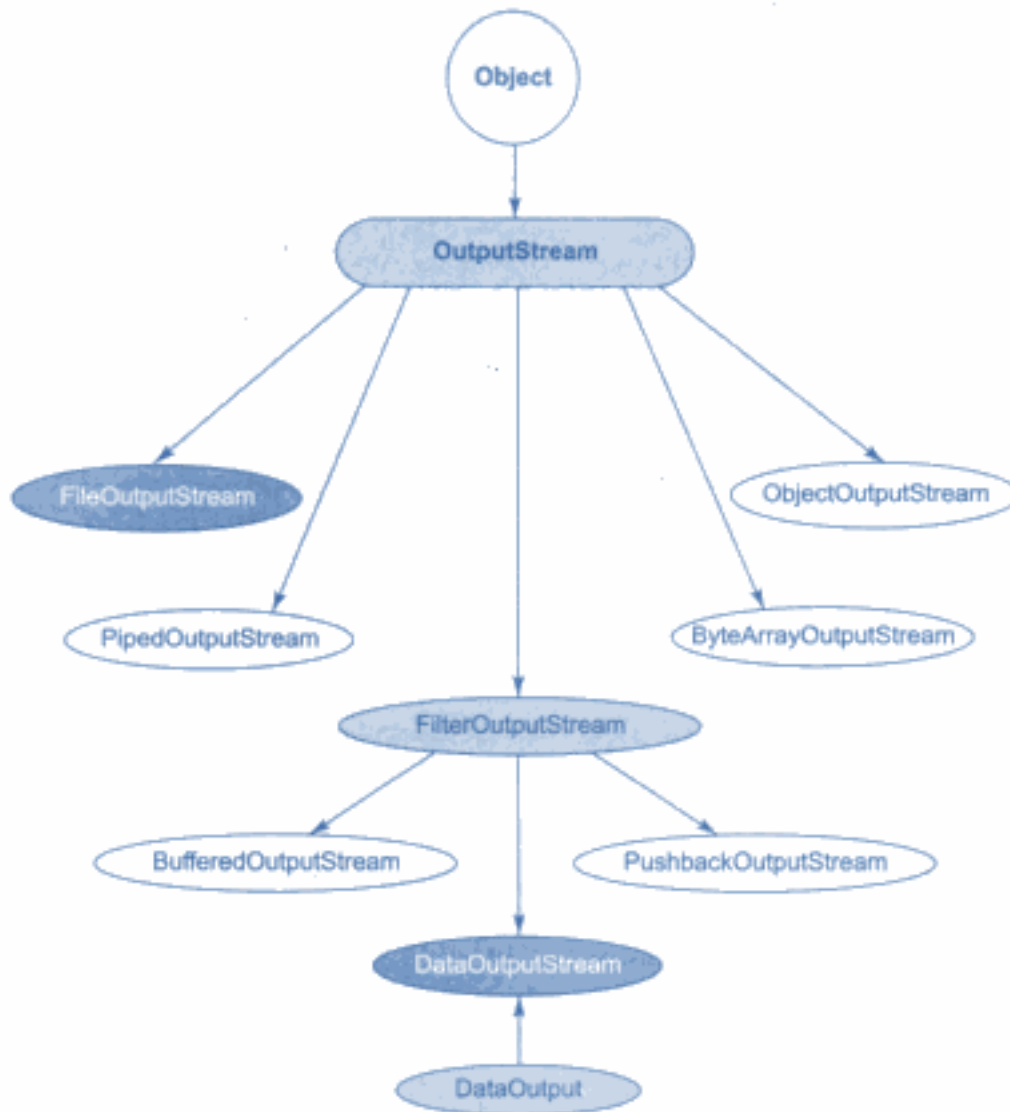 Object
OutputStream
FileOutputStream
ObjectOutputStream
PipedOutputStream
ByteArrayOutputStream
FilterOutputStream
BufferedOutputStream
PushbackOutputStream
DataOutputStream
DataOutput